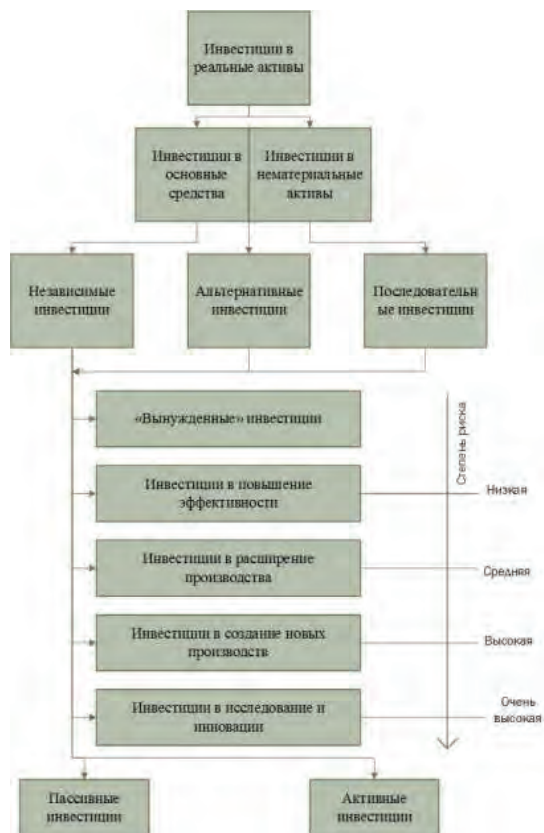 Инвестиции в
реальные активы
Инвестиции в
основные
средства
Инвестиции в
нематериальные
активы
Независимые
инвестиции
Альтернативные
инвестиции
Последовательн
ые инвестиции
«Вынужденные» инвестиции
Степень риска
Инвестиции в повышение
эффективности
Низкая
Инвестиции в расширение
производства
Средняя
Инвестиции в создание новых
производств
Высокая
Инвестиции в исследование и
инновации
Очень
высокая
Пассивные
инвестиции
Активные
инвестиции